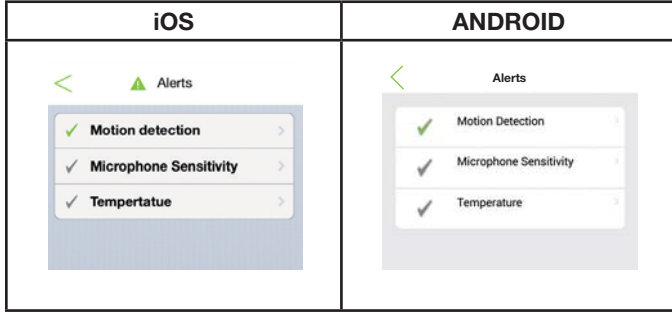 iOS
ANDROID
Alerts
Motion detection
Microphone Sensitivity
Tempertatue
Alerts
Motion Detection
Microphone Sensitivity
Temperature